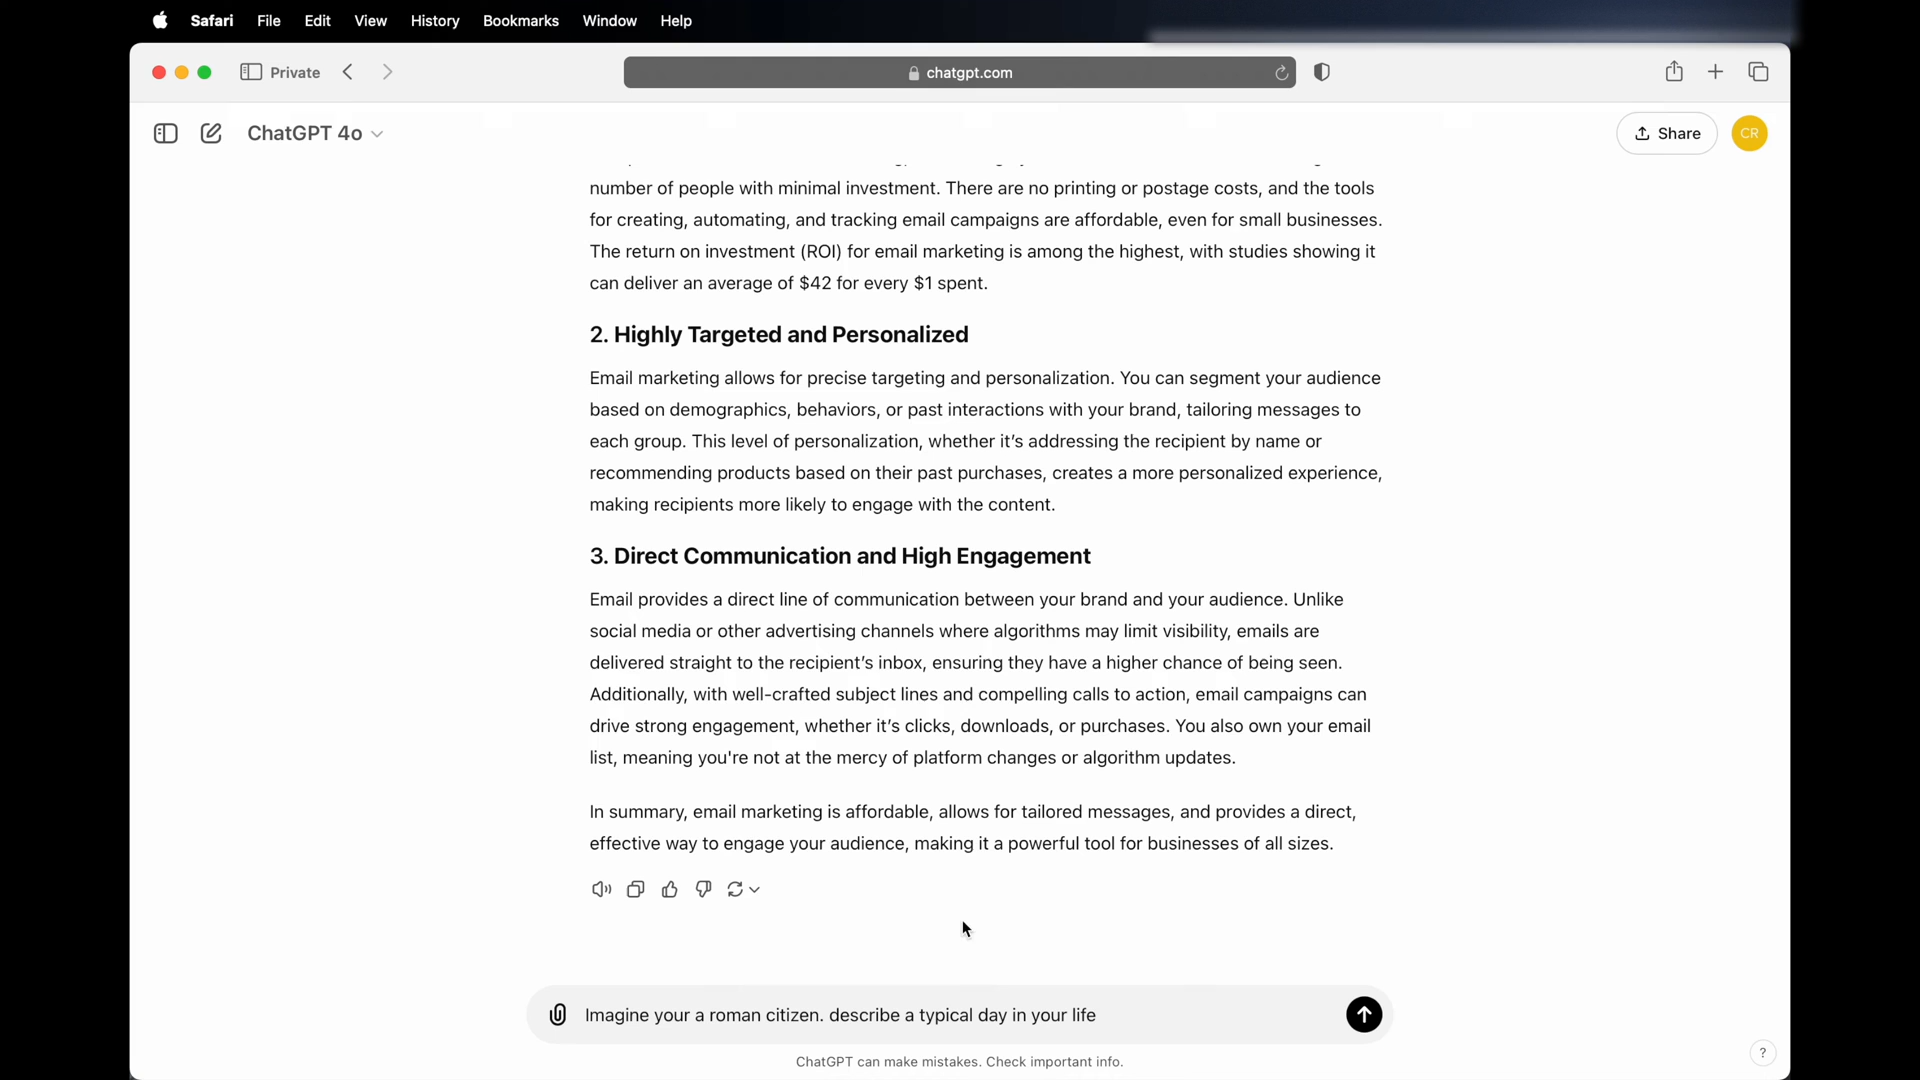 Safari File Edit View History Bookmarks Window Help
Private chatgpt.com
ChatGPT 4o Share CR
number of people with minimal investment. There are no printing or postage costs, and the tools
for creating, automating, and tracking email campaigns are affordable, even for small businesses.
The return on investment (ROI) for email marketing is among the highest, with studies showing it
can deliver an average of $42 for every $1 spent.
2. Highly Targeted and Personalized
Email marketing allows for precise targeting and personalization. You can segment your audience
based on demographics, behaviors, or past interactions with your brand, tailoring messages to
each group. This level of personalization, whether it’s addressing the recipient by name or
recommending products based on their past purchases, creates a more personalized experience,
making recipients more likely to engage with the content.
3. Direct Communication and High Engagement
Email provides a direct line of communication between your brand and your audience. Unlike
social media or other advertising channels where algorithms may limit visibility, emails are
delivered straight to the recipient’s inbox, ensuring they have a higher chance of being seen.
Additionally, with well-crafted subject lines and compelling calls to action, email campaigns can
drive strong engagement, whether it’s clicks, downloads, or purchases. You also own your email
list, meaning you're not at the mercy of platform changes or algorithm updates.
In summary, email marketing is affordable, allows for tailored messages, and provides a direct,
effective way to engage your audience, making it a powerful tool for businesses of all sizes.
Imagine your a roman citizen. describe a typical day in your life
ChatGPT can make mistakes. Check important info.
?